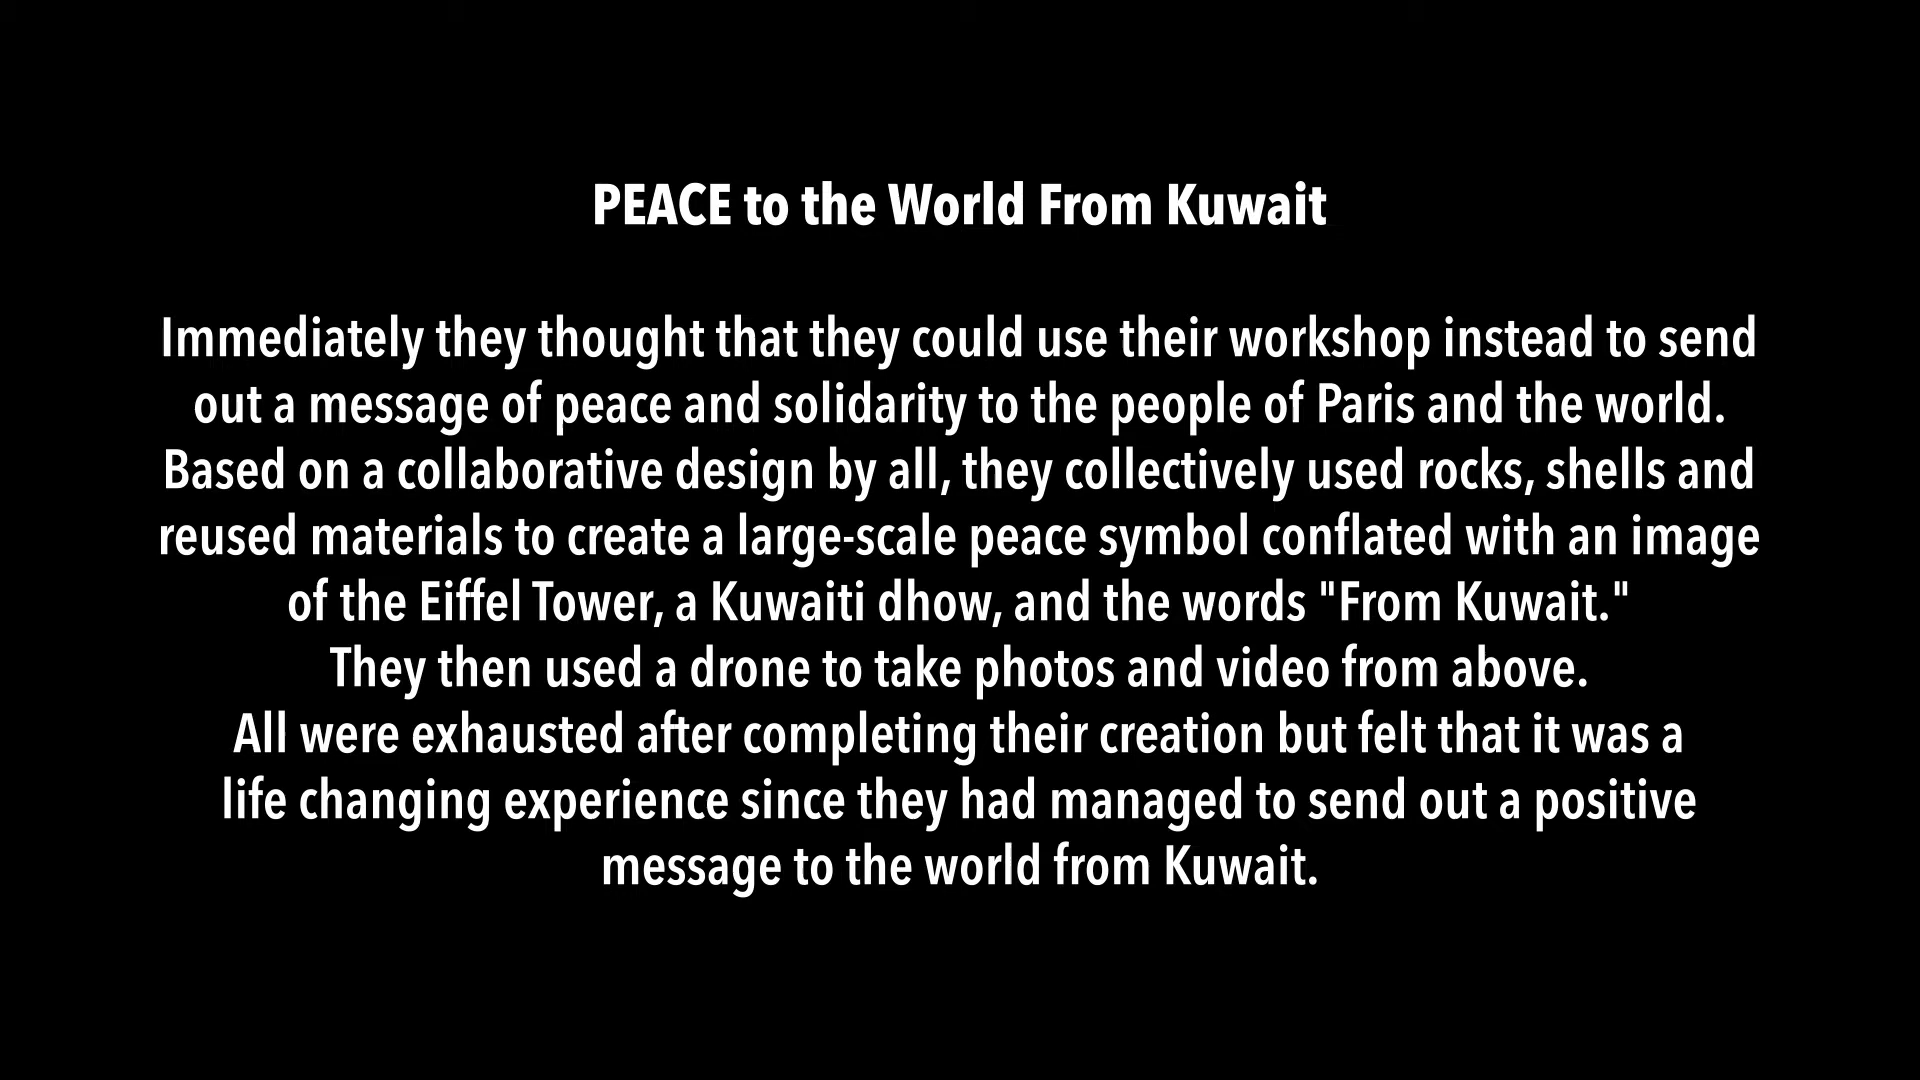 PEACE to the World From Kuwait
Immediately they thought that they could use their workshop instead to send
out a message of peace and solidarity to the people of Paris and the world.
Based on a collaborative design by all, they collectively used rocks, shells and
reused materials to create a large-scale peace symbol conflated with an image
of the Eiffel Tower, a Kuwaiti dhow, and the words "From Kuwait."
They then used a drone to take photos and video from above.
All were exhausted after completing their creation but felt that it was a
life changing experience since they had managed to send out a positive
message to the world from Kuwait.